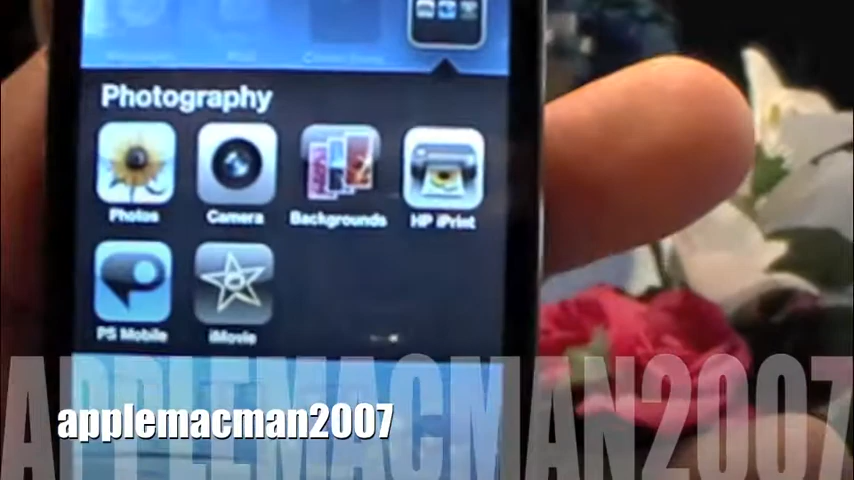 Photography
Photos Camera Backgrounds HP iPrint
PS Mobile iMovie
APPLEMACMAN2007
applemacman2007